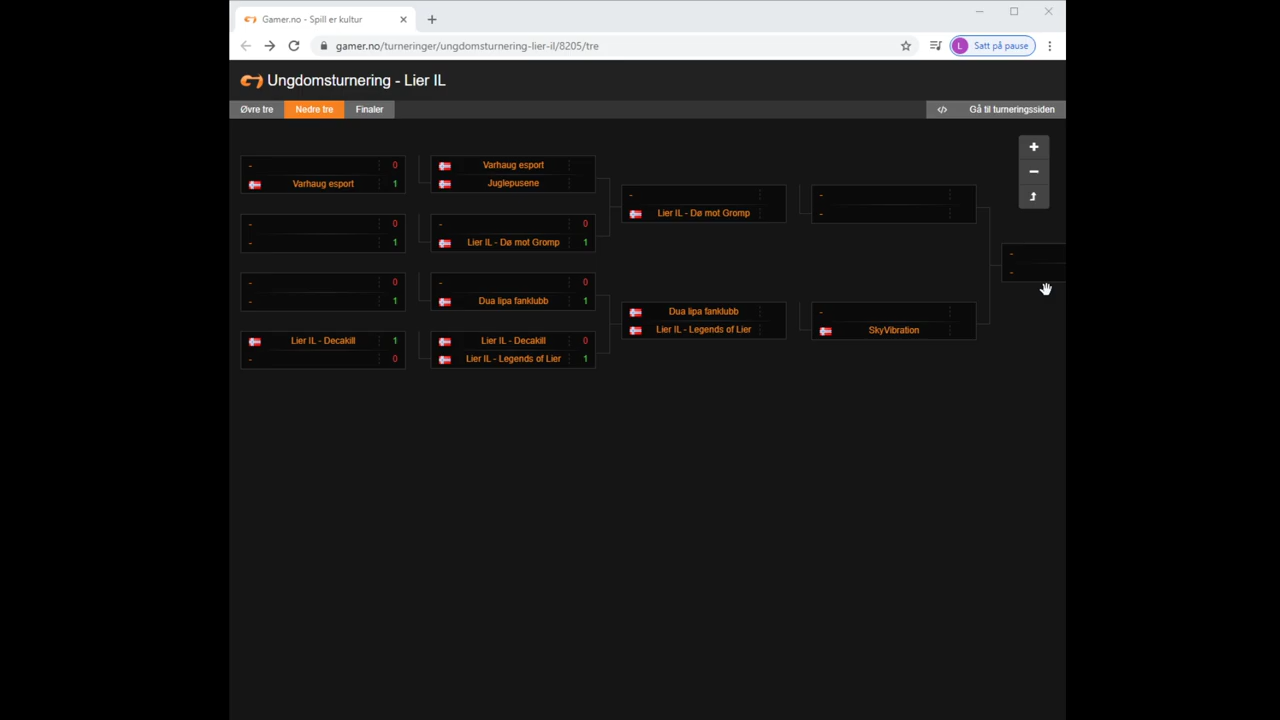 Gamer.no - Spill er kultur
gamer.no/turneringer/ungdomsturnering-lier-il/8205/tre
L Satt på pause
Ungdomsturnering - Lier IL
Øvre tre Nedre tre Finaler
</> Gå til turneringssiden
- 0
Varhaug esport 1
- 0
- 1
- 0
- 1
Lier IL - Decakill 1
- 0
Varhaug esport
Juglepusene
- 0
Lier IL - Dø mot Gromp 1
- 0
Dua lipa fanklubb 1
Lier IL - Decakill 0
Lier IL - Legends of Lier 1
-
Lier IL - Dø mot Gromp
Dua lipa fanklubb
Lier IL - Legends of Lier
-
-
-
SkyVibration
-
-